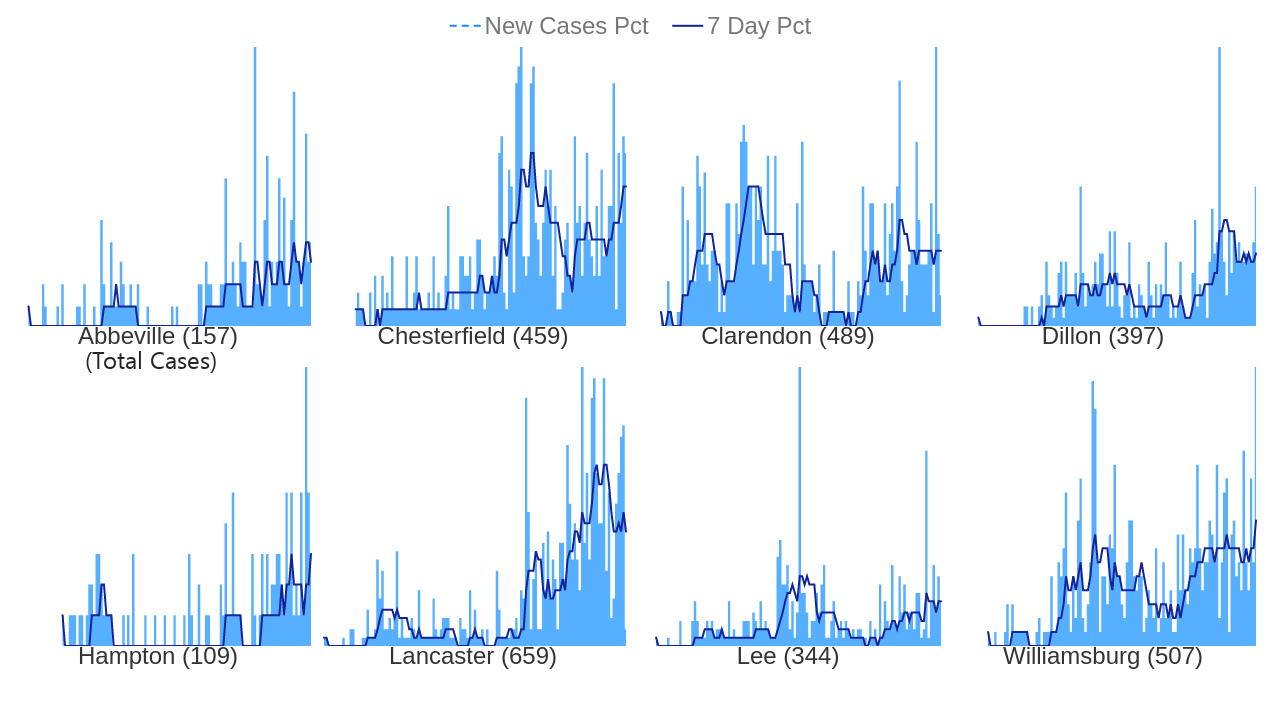 New Cases Pct 7 Day Pct
Abbeville (157) Chesterfield (459) Clarendon (489) Dillon (397)
(Total Cases)
Hampton (109) Lancaster (659) Lee (344) Williamsburg (507)